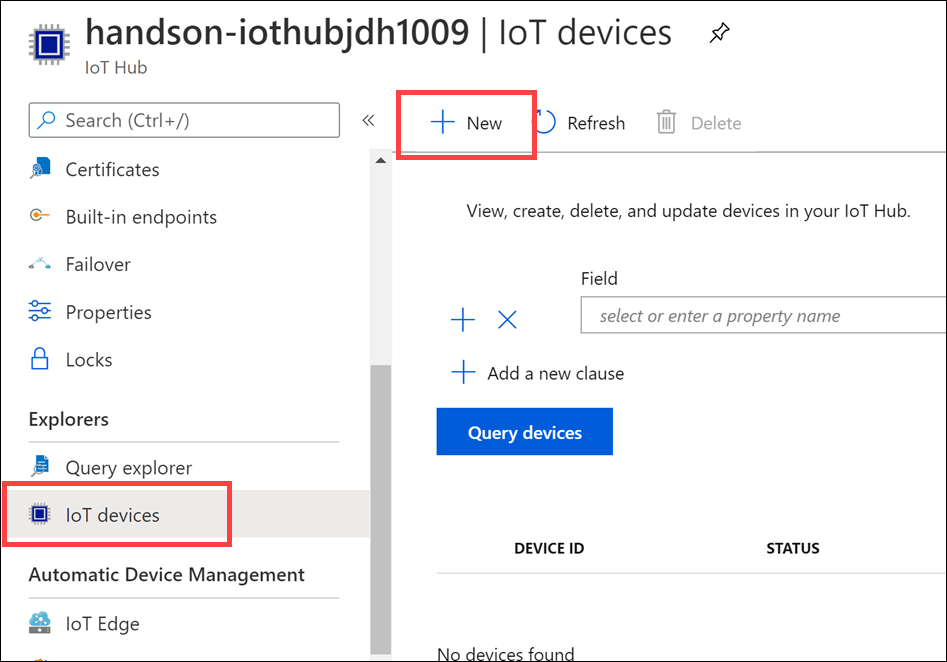 handson-iothubjdh1009 | IoT devices
IoT Hub
Search (Ctrl+/)
«
New
Refresh
Delete
Certificates
Built-in endpoints
Failover
Properties
Locks
Explorers
Query explorer
IoT devices
Automatic Device Management
IoT Edge
View, create, delete, and update devices in your IoT Hub.
Field
select or enter a property name
Add a new clause
Query devices
DEVICE ID STATUS
No devices found